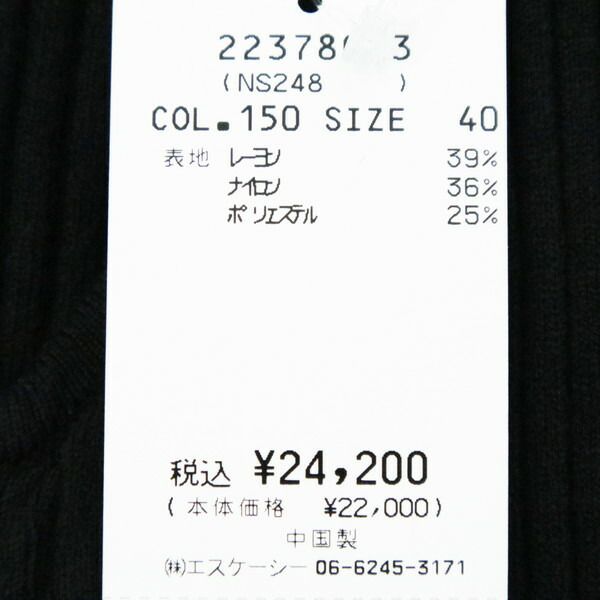 22378 3
(NS248 )
COL.150 SIZE 40
表地 レーヨン 39%
ナイロン 36%
ポリエステル 25%
税込 ¥24,200
(本体価格 ¥22,000)
中国製
㈱エスケーシー 06-6245-3171